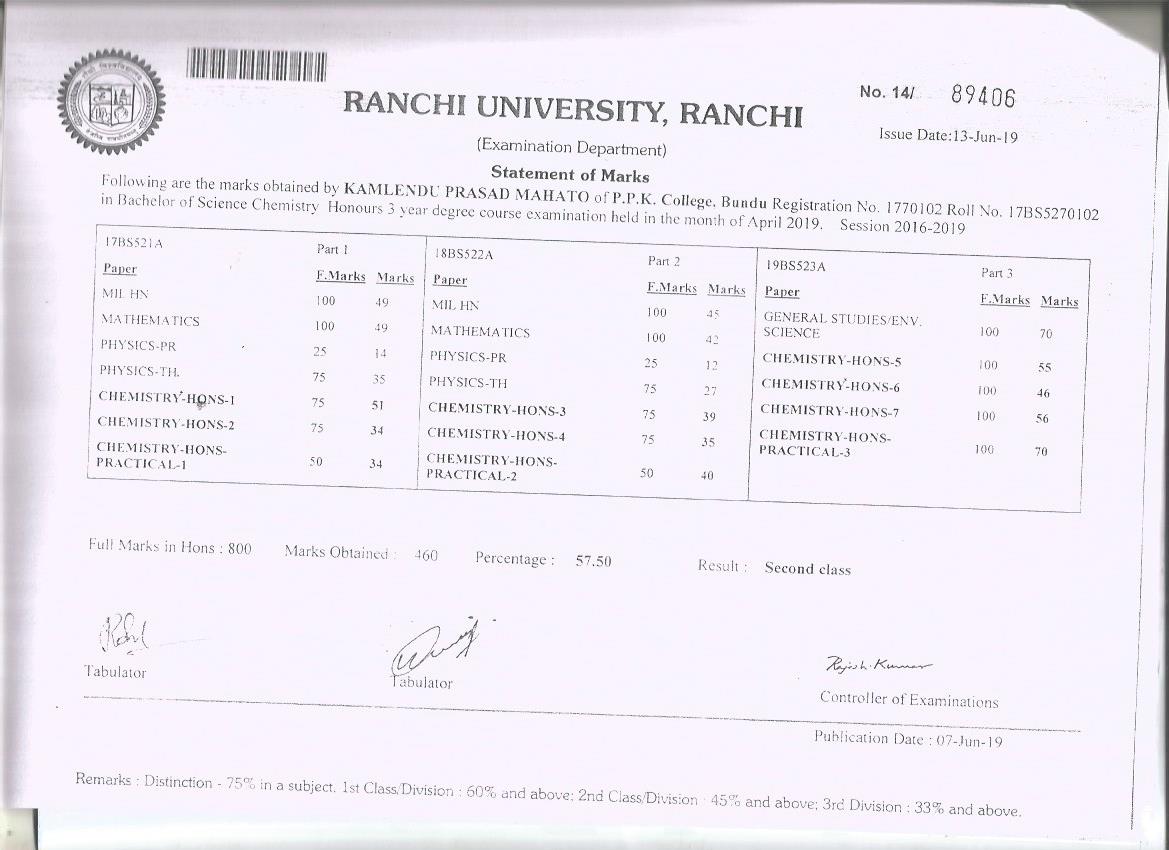 No. 14/ 89406
RANCHI UNIVERSITY, RANCHI
Issue Date:13-Jun-19
(Examination Department)
Statement of Marks
Following are the marks obtained by KAMLENDU PRASAD MAHATO of P.P.K. College, Bundu Registration No. 1770102 Roll No. 17BS5270102
in Bachelor of Science Chemistry Honours 3 year degree course examination held in the month of April 2019. Session 2016-2019
17BS521A Part 1
Paper F.Marks Marks
MIL HN 100 49
MATHEMATICS 100 49
PHYSICS-PR 25 14
PHYSICS-TH. 75 35
CHEMISTRY-HONS-1 75 51
CHEMISTRY-HONS-2 75 34
CHEMISTRY-HONS-
PRACTICAL-1 50 34
18BS522A Part 2
Paper F.Marks Marks
MIL HN 100 45
MATHEMATICS 100 42
PHYSICS-PR 25 12
PHYSICS-TH 75 27
CHEMISTRY-HONS-3 75 39
CHEMISTRY-HONS-4 75 35
CHEMISTRY-HONS-
PRACTICAL-2 50 40
19BS523A Part 3
Paper F.Marks Marks
GENERAL STUDIES/ENV.
SCIENCE 100 70
CHEMISTRY-HONS-5 100 55
CHEMISTRY-HONS-6 100 46
CHEMISTRY-HONS-7 100 56
CHEMISTRY-HONS-
PRACTICAL-3 100 70
Full Marks in Hons : 800 Marks Obtained : 460 Percentage : 57.50 Result : Second class
Rajesh Kumar
Tabulator
Tabulator
Controller of Examinations
Publication Date : 07-Jun-19
Remarks : Distinction - 75% in a subject. 1st Class/Division : 60% and above; 2nd Class/Division : 45% and above; 3rd Division : 33% and above.